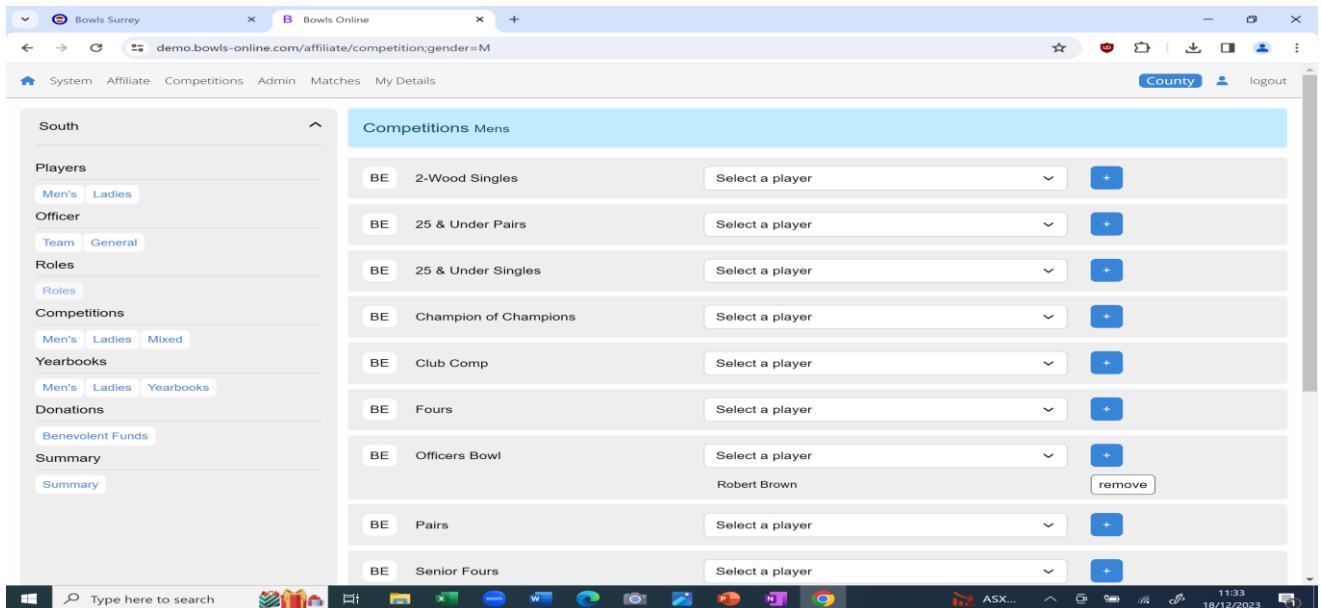 Bowls Surrey
B Bowls Online
demo.bowls-online.com/affiliate/competition;gender=M
System Affiliate Competitions Admin Matches My Details
County logout
South
Players
Men's Ladies
Officer
Team General
Roles
Roles
Competitions
Men's Ladies Mixed
Yearbooks
Men's Ladies Yearbooks
Donations
Benevolent Funds
Summary
Summary
Competitions Mens
BE 2-Wood Singles Select a player +
BE 25 & Under Pairs Select a player +
BE 25 & Under Singles Select a player +
BE Champion of Champions Select a player +
BE Club Comp Select a player +
BE Fours Select a player +
BE Officers Bowl Select a player +
Robert Brown remove
BE Pairs Select a player +
BE Senior Fours Select a player +
Type here to search
ASX...
11:33
18/12/2023